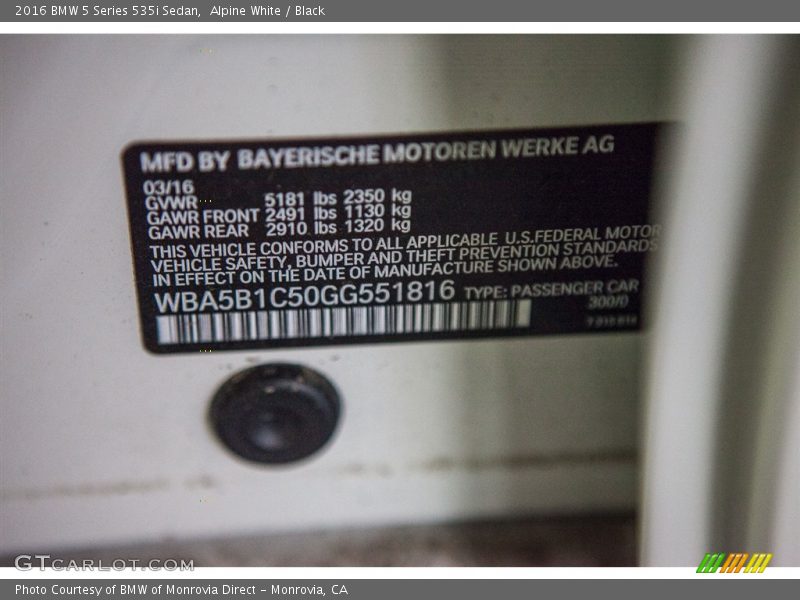 2016 BMW 5 Series 535i Sedan,  Alpine White / Black
MFD BY BAYERISCHE MOTOREN WERKE AG
03/16
GVWR 5181 lbs 2350 kg
GAWR FRONT 2491 lbs 1130 kg
GAWR REAR 2910 lbs 1320 kg
THIS VEHICLE CONFORMS TO ALL APPLICABLE U.S.FEDERAL MOTOR
VEHICLE SAFETY, BUMPER AND THEFT PREVENTION STANDARDS
IN EFFECT ON THE DATE OF MANUFACTURE SHOWN ABOVE.
WBA5B1C50GG551816 TYPE: PASSENGER CAR
300/0
GTCARLOT.COM
Photo Courtesy of BMW of Monrovia Direct - Monrovia, CA